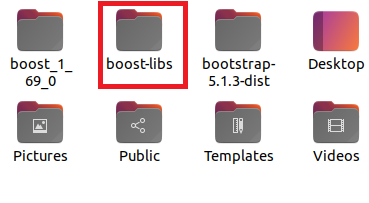 boost_1_
69_0
boost-libs
bootstrap-
5.1.3-dist
Desktop
Pictures
Public
Templates
Videos